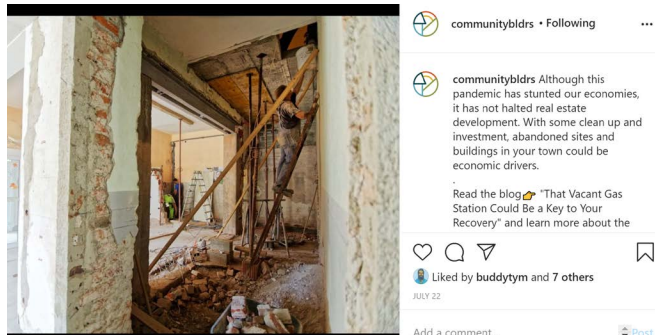 communitybldrs • Following
communitybldrs Although this
pandemic has stunted our economies,
it has not halted real estate
development. With some clean up and
investment, abandoned sites and
buildings in your town could be
economic drivers.
.
Read the blog👉 "That Vacant Gas
Station Could Be a Key to Your
Recovery" and learn more about the
Liked by buddytym and 7 others
JULY 22
Add a comment...
Post